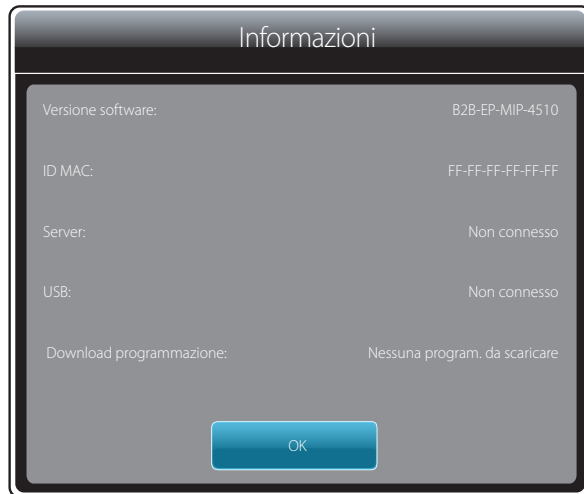 Informazioni
Versione software: B2B-EP-MIP-4510
ID MAC: FF-FF-FF-FF-FF-FF
Server: Non connesso
USB: Non connesso
Download programmazione: Nessuna program. da scaricare
OK